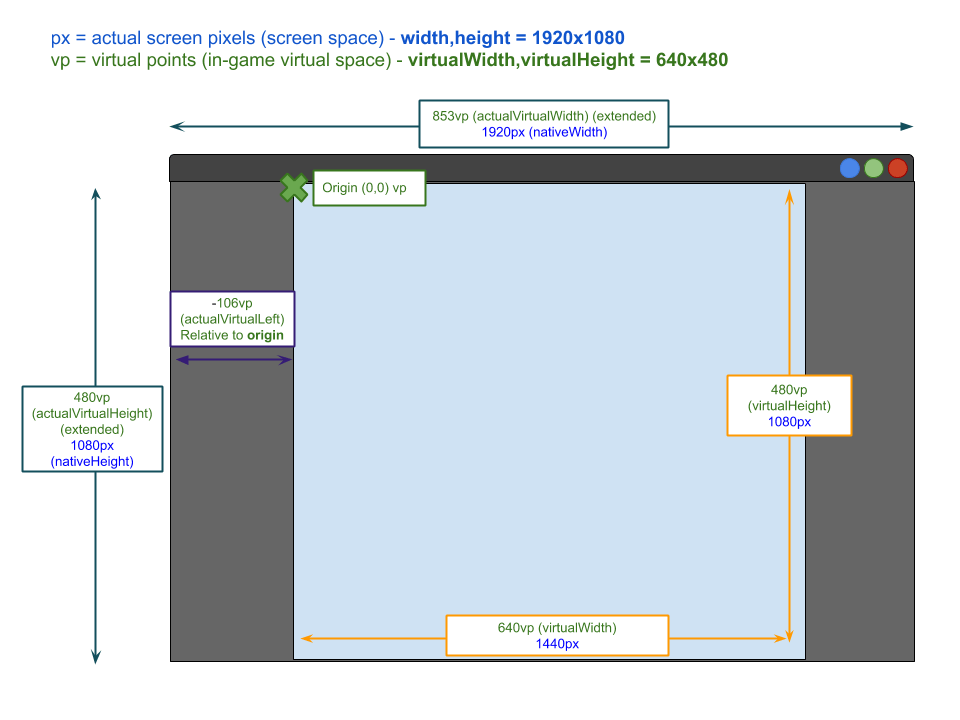 px = actual screen pixels (screen space) - width,height = 1920x1080
vp = virtual points (in-game virtual space) - virtualWidth,virtualHeight = 640x480
853vp (actualVirtualWidth) (extended)
1920px (nativeWidth)
Origin (0,0) vp
-106vp
(actualVirtualLeft)
Relative to origin
480vp
(actualVirtualHeight)
(extended)
1080px
(nativeHeight)
480vp
(virtualHeight)
1080px
640vp (virtualWidth)
1440px